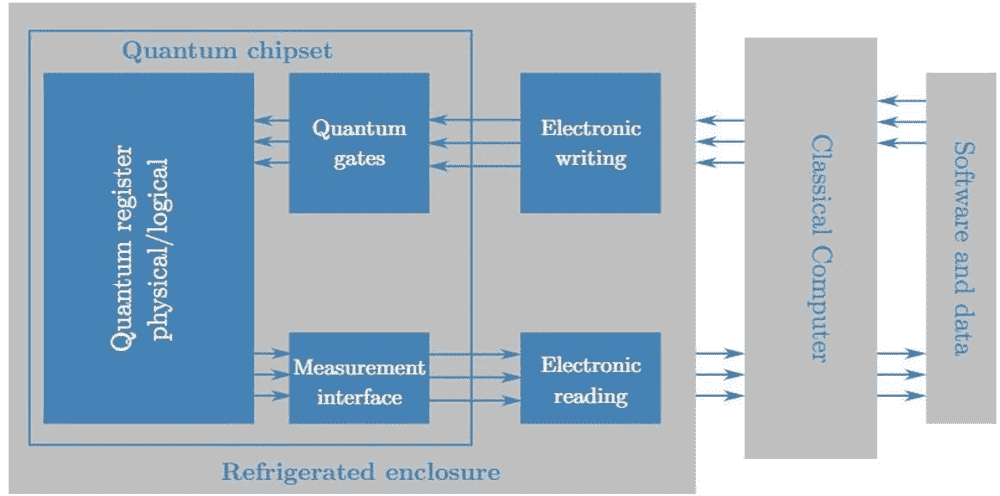 Quantum chipset
Quantum register
physical/logical
Quantum
gates
Electronic
writing
Measurement
interface
Electronic
reading
Refrigerated enclosure
Classical Computer
Software and data